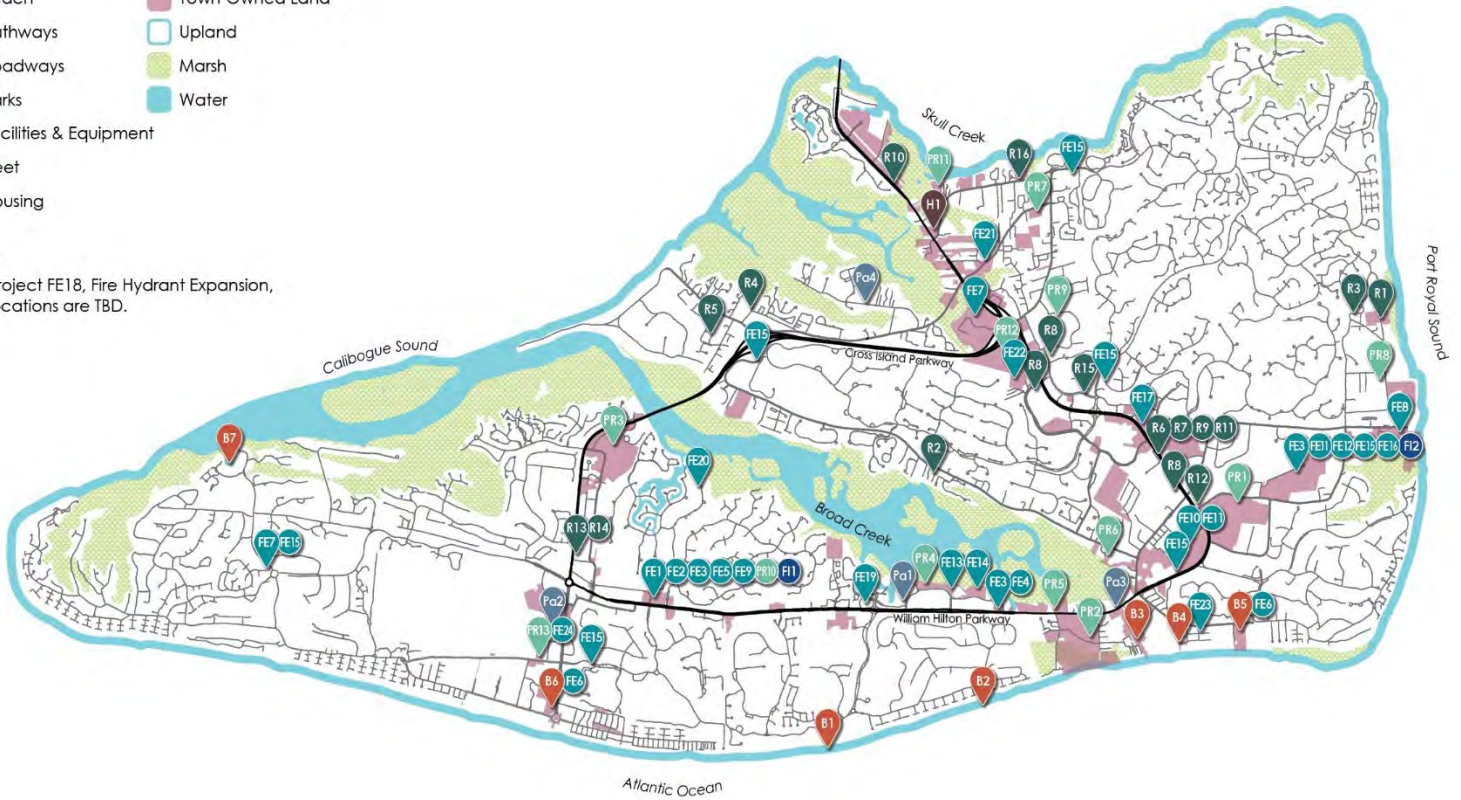 Town Owned Land
athways
Upland
oadways
Marsh
arks
Water
cilities & Equipment
eet
ousing
roject FE18, Fire Hydrant Expansion,
ocations are TBD.
Skull Creek
R10
PR11
R16
FE15
PR7
H1
FE21
Port Royal Sound
Pa4
R4
R5
FE7
PR9
R3
R1
FE15
PR12
R8
Cross Island Parkway
FE22
R8
R15
FE15
PR8
Calibogue Sound
B7
PR3
FE17
FE8
R6 R7 R9 R11
FE3 FE11 FE12 FE15 FE16 FI2
R2
FE20
R8
R12
PR1
Broad Creek
FE10 FE11
R13 R14
PR6
FE15
FE7 FE15
FE1 FE2 FE3 FE5 FE9 PR10 FI1
FE19
Pa1
PR4
FE13
FE14
FE3 FE4
PR5
Pa3
Pa2
William Hilton Parkway
PR2
B3
B4
FE23
B5 FE6
PR13 FE24
FE15
B6 FE6
B2
B1
Atlantic Ocean